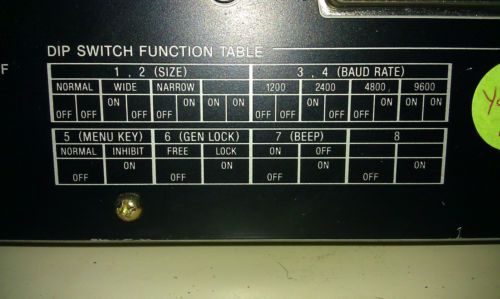 F
DIP SWITCH FUNCTION TABLE
1 , 2 (SIZE) 3 , 4 (BAUD RATE)
NORMAL WIDE NARROW 1200 2400 4800 9600
ON ON ON ON ON ON ON ON
OFF OFF OFF OFF OFF OFF OFF OFF
5 (MENU KEY) 6 (GEN LOCK) 7 (BEEP) 8
NORMAL INHIBIT FREE LOCK ON OFF
ON ON ON ON
OFF OFF OFF OFF